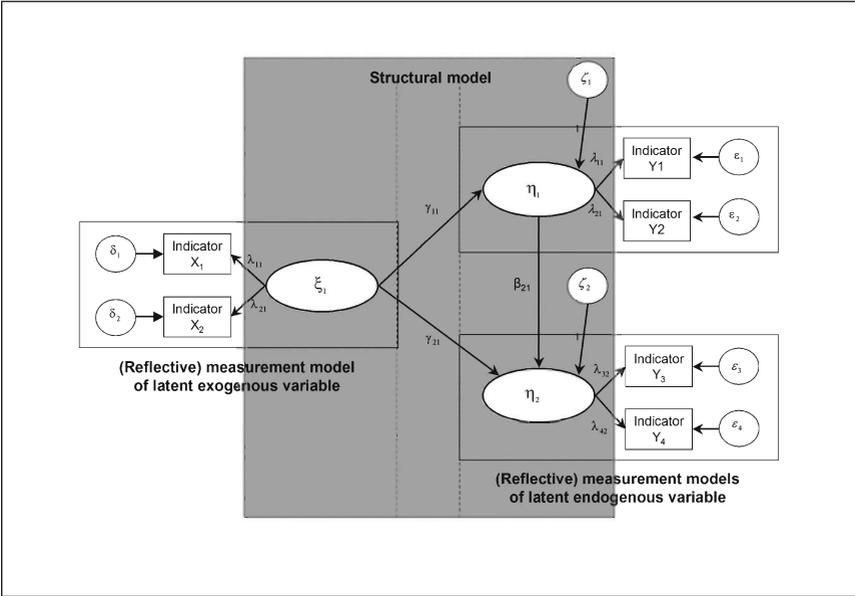 Structural model
ζ₁
1
λ₁₁
Indicator
Y1
ε₁
η₁
γ₁₁
λ₂₁
Indicator
Y2
ε₂
δ₁
Indicator
X₁
λ₁₁
ξ₁
β₂₁
ζ₂
δ₂
Indicator
X₂
λ₂₁
γ₂₁
1
(Reflective) measurement model
of latent exogenous variable
λ₃₂
Indicator
Y₃
ε₃
η₂
λ₄₂
Indicator
Y₄
ε₄
(Reflective) measurement models
of latent endogenous variable